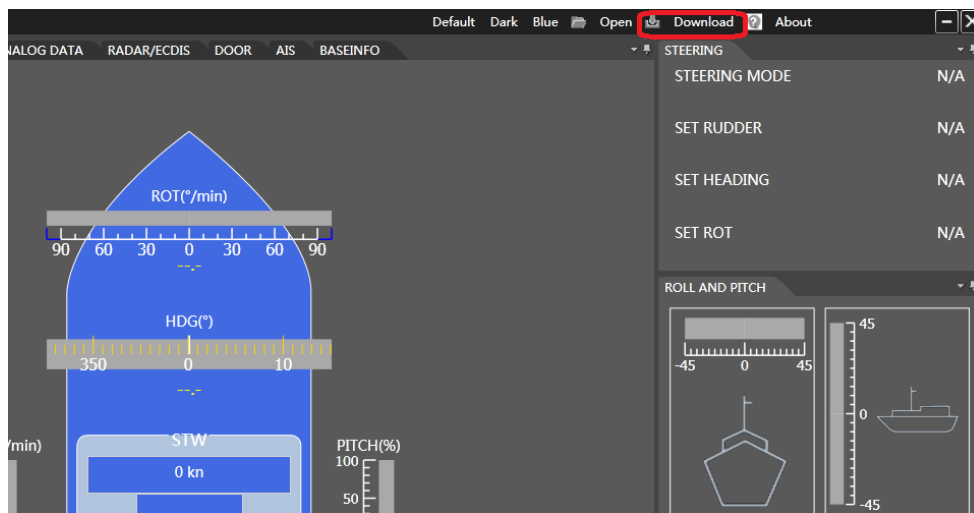 Default Dark Blue Open Download ? About
NALOG DATA RADAR/ECDIS DOOR AIS BASEINFO
STEERING
STEERING MODE N/A
SET RUDDER N/A
SET HEADING N/A
SET ROT N/A
ROT(°/min)
90 60 30 0 30 60 90
--.-
HDG(°)
350 0 10
--.-
STW
0 kn
/min)
PITCH(%)
100
50
ROLL AND PITCH
-45 0 45
45
0
-45